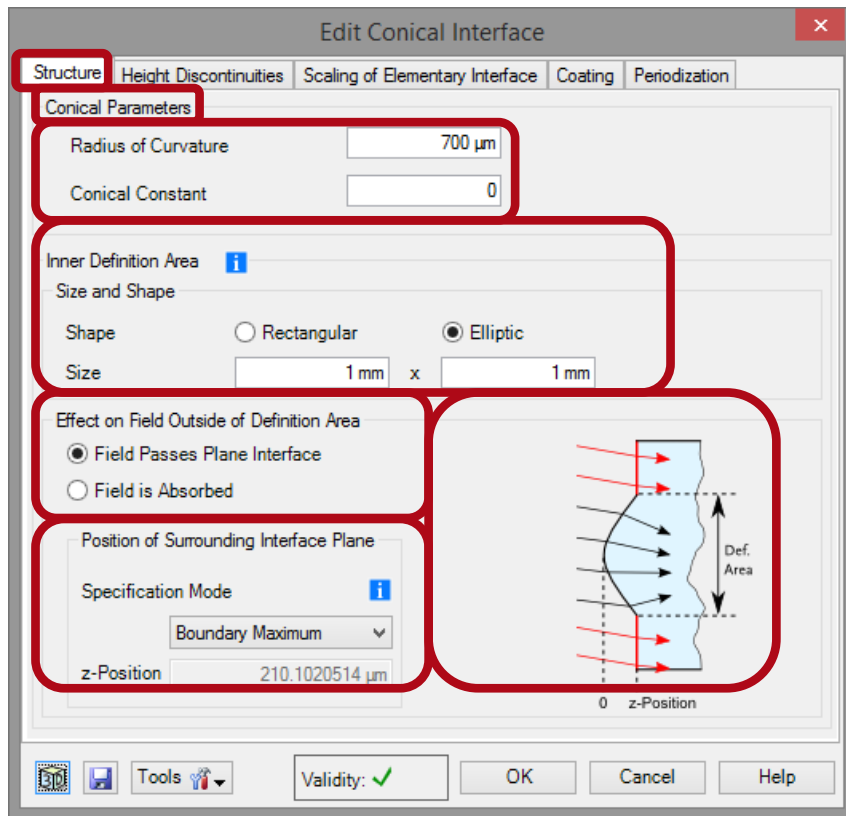 Edit Conical Interface
Structure Height Discontinuities Scaling of Elementary Interface Coating Periodization
Conical Parameters
Radius of Curvature 700 µm
Conical Constant 0
Inner Definition Area i
Size and Shape
Shape Rectangular Elliptic
Size 1 mm x 1 mm
Effect on Field Outside of Definition Area
Field Passes Plane Interface
Field is Absorbed
Position of Surrounding Interface Plane
Specification Mode i
Boundary Maximum
z-Position 210.1020514 µm
Def.
Area
0 z-Position
3D Tools Validity: OK Cancel Help